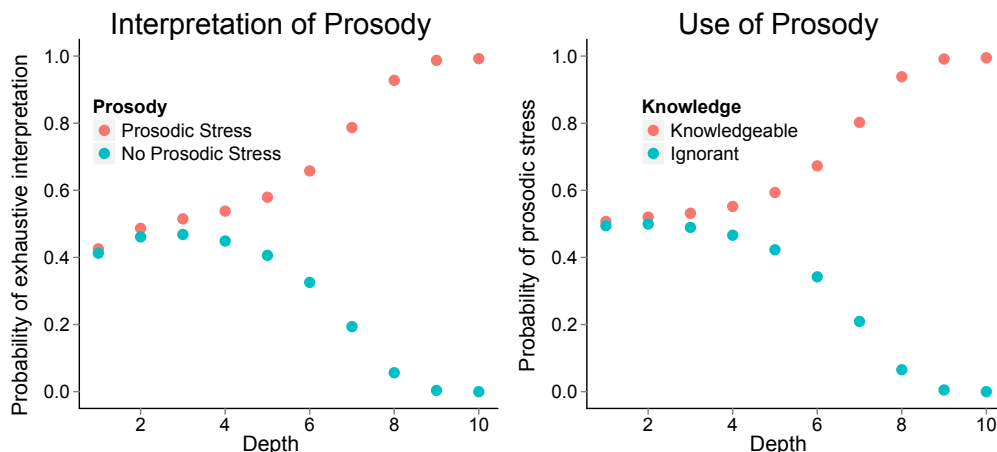 Interpretation of Prosody
Probability of exhaustive interpretation
1.0
0.8
0.6
0.4
0.2
0.0
Prosody
Prosodic Stress
No Prosodic Stress
2 4 6 8 10
Depth
Use of Prosody
Probability of prosodic stress
1.0
0.8
0.6
0.4
0.2
0.0
Knowledge
Knowledgeable
Ignorant
2 4 6 8 10
Depth